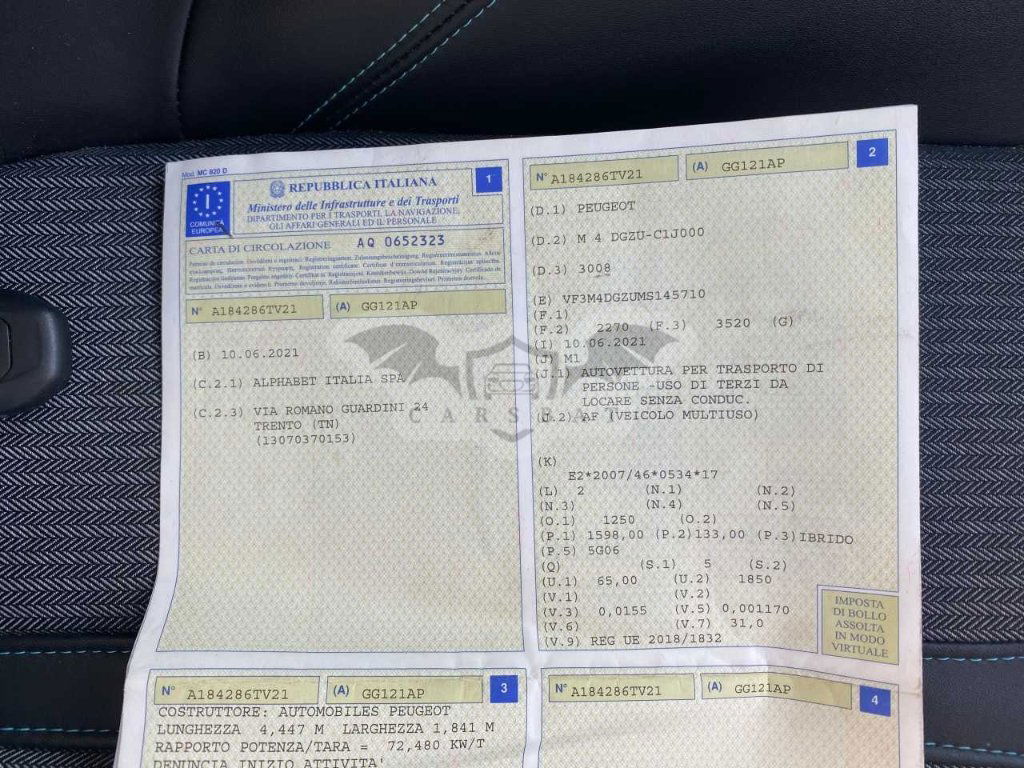 Mod. MC 820 D
1
REPUBBLICA ITALIANA
Ministero delle Infrastrutture e dei Trasporti
DIPARTIMENTO PER I TRASPORTI, LA NAVIGAZIONE,
GLI AFFARI GENERALI ED IL PERSONALE
I
COMUNITÀ
EUROPEA
CARTA DI CIRCOLAZIONE AQ 0652323
N° A184286TV21 (A) GG121AP
(B) 10.06.2021
(C.2.1) ALPHABET ITALIA SPA
(C.2.3) VIA ROMANO GUARDINI 24
TRENTO (TN)
(13070370153)
2
N° A184286TV21 (A) GG121AP
(D.1) PEUGEOT
(D.2) M 4 DGZU-C1J000
(D.3) 3008
(E) VF3M4DGZUMS145710
(F.1)
(F.2) 2270 (F.3) 3520 (G)
(I) 10.06.2021
(J) M1
(J.1) AUTOVETTURA PER TRASPORTO DI
PERSONE -USO DI TERZI DA
LOCARE SENZA CONDUC.
(J.2) AF (VEICOLO MULTIUSO)
(K)
E2*2007/46*0534*17
(L) 2 (N.1) (N.2)
(N.3) (N.4) (N.5)
(O.1) 1250 (O.2)
(P.1) 1598,00 (P.2)133,00 (P.3)IBRIDO
(P.5) 5G06
(Q) (S.1) 5 (S.2)
(U.1) 65,00 (U.2) 1850
(V.1) (V.2)
(V.3) 0,0155 (V.5) 0,001170
(V.6) (V.7) 31,0
(V.9) REG UE 2018/1832
IMPOSTA
DI BOLLO
ASSOLTA
IN MODO
VIRTUALE
3
N° A184286TV21 (A) GG121AP
COSTRUTTORE: AUTOMOBILES PEUGEOT
LUNGHEZZA 4,447 M LARGHEZZA 1,841 M
RAPPORTO POTENZA/TARA = 72,480 KW/T
DENUNCIA INIZIO ATTIVITA'
4
N° A184286TV21 (A) GG121AP